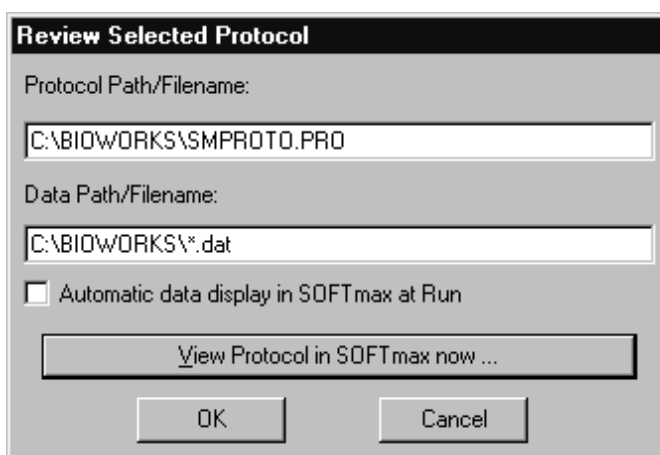 Review Selected Protocol
Protocol Path/Filename:
C:\BIOWORKS\SMPROTO.PRO
Data Path/Filename:
C:\BIOWORKS\*.dat
Automatic data display in SOFTmax at Run
View Protocol in SOFTmax now ...
OK Cancel